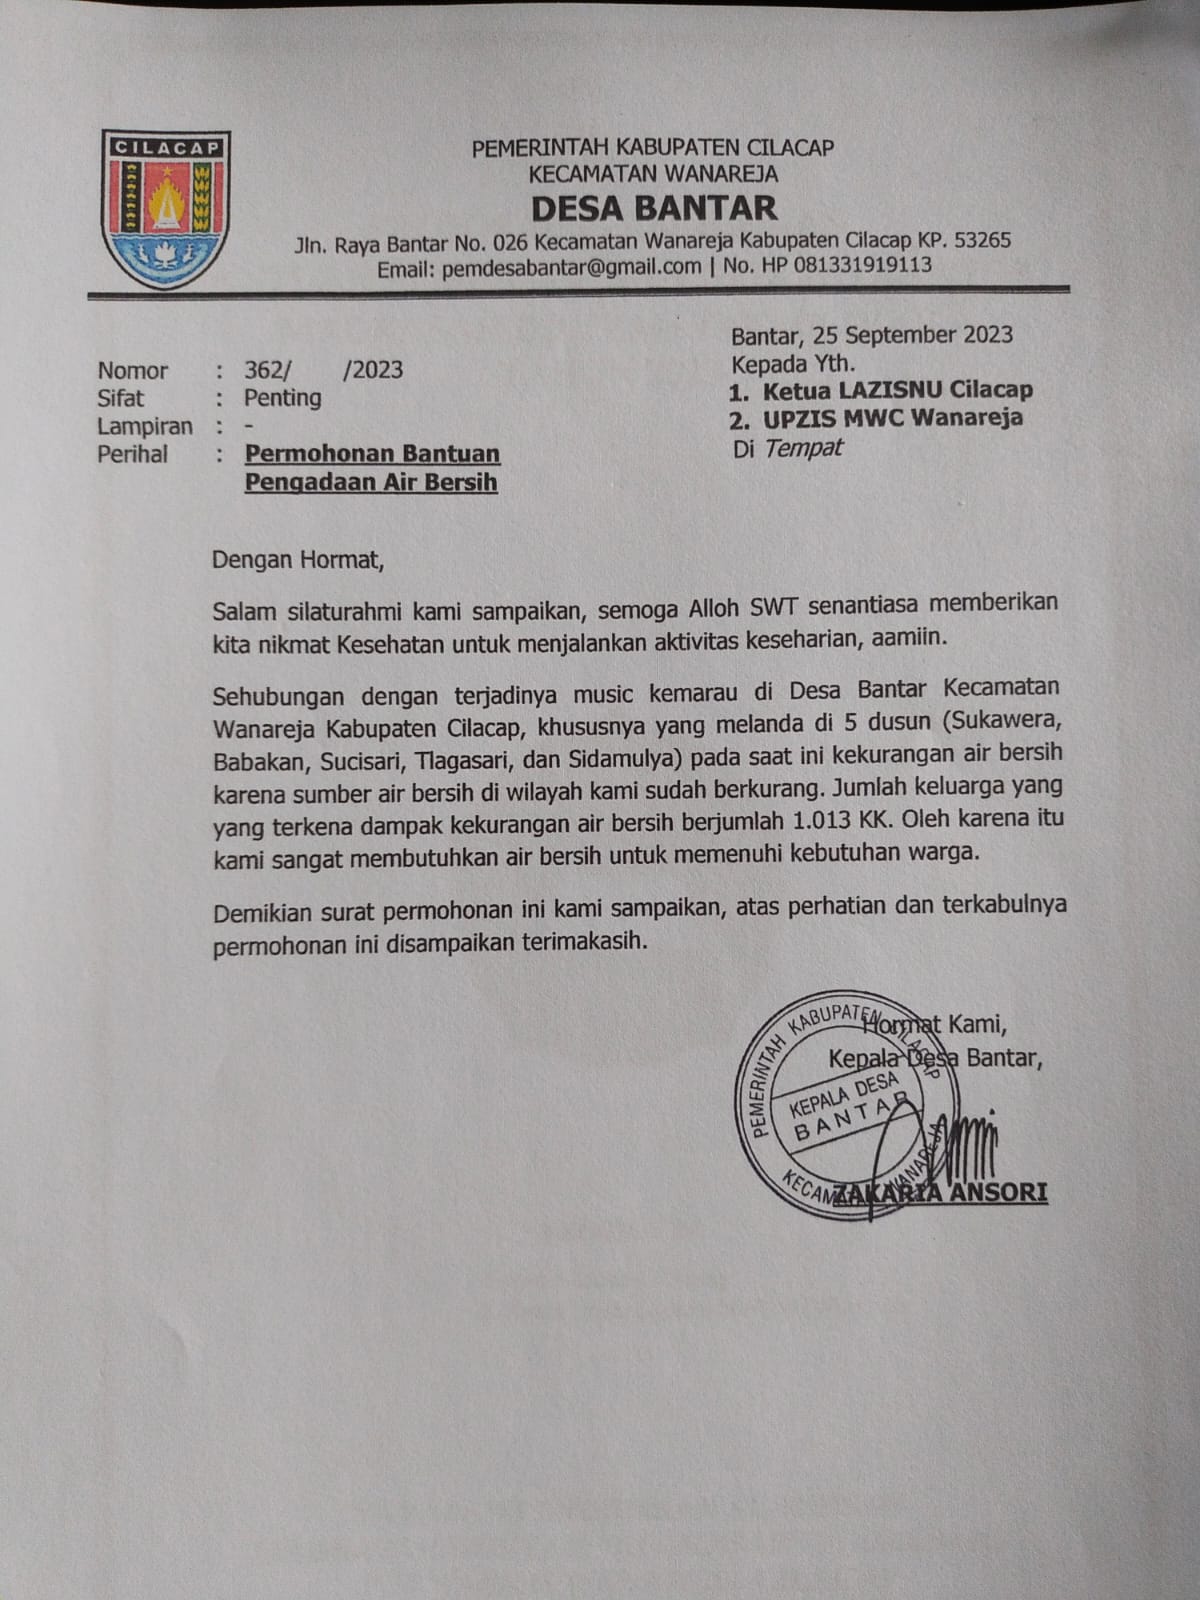 CILACAP
PEMERINTAH KABUPATEN CILACAP
KECAMATAN WANAREJA
DESA BANTAR
Jln. Raya Bantar No. 026 Kecamatan Wanareja Kabupaten Cilacap KP. 53265
Email: pemdesabantar@gmail.com | No. HP 081331919113
Bantar, 25 September 2023
Kepada Yth.
1. Ketua LAZISNU Cilacap
2. UPZIS MWC Wanareja
Di Tempat
Nomor : 362/ /2023
Sifat : Penting
Lampiran : -
Perihal : Permohonan Bantuan
Pengadaan Air Bersih
Dengan Hormat,
Salam silaturahmi kami sampaikan, semoga Alloh SWT senantiasa memberikan
kita nikmat Kesehatan untuk menjalankan aktivitas keseharian, aamiin.
Sehubungan dengan terjadinya music kemarau di Desa Bantar Kecamatan
Wanareja Kabupaten Cilacap, khususnya yang melanda di 5 dusun (Sukawera,
Babakan, Sucisari, Tlagasari, dan Sidamulya) pada saat ini kekurangan air bersih
karena sumber air bersih di wilayah kami sudah berkurang. Jumlah keluarga yang
yang terkena dampak kekurangan air bersih berjumlah 1.013 KK. Oleh karena itu
kami sangat membutuhkan air bersih untuk memenuhi kebutuhan warga.
Demikian surat permohonan ini kami sampaikan, atas perhatian dan terkabulnya
permohonan ini disampaikan terimakasih.
Hormat Kami,
Kepala Desa Bantar,
PEMERINTAH KABUPATEN CILACAP
KEPALA DESA
BANTAR
KECAMATAN WANAREJA
ZAKARIA ANSORI